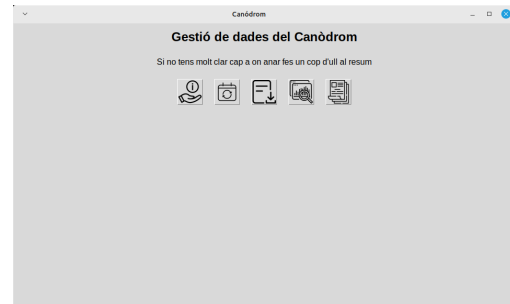 Canódrom
Gestió de dades del Canòdrom
Si no tens molt clar cap a on anar fes un cop d'ull al resum